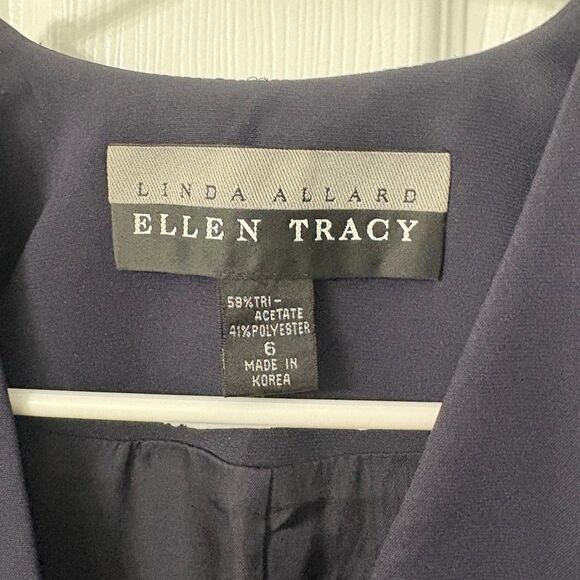 LINDA ALLARD
ELLEN TRACY
59%TRI-
ACETATE
41%POLYESTER
6
MADE IN
KOREA